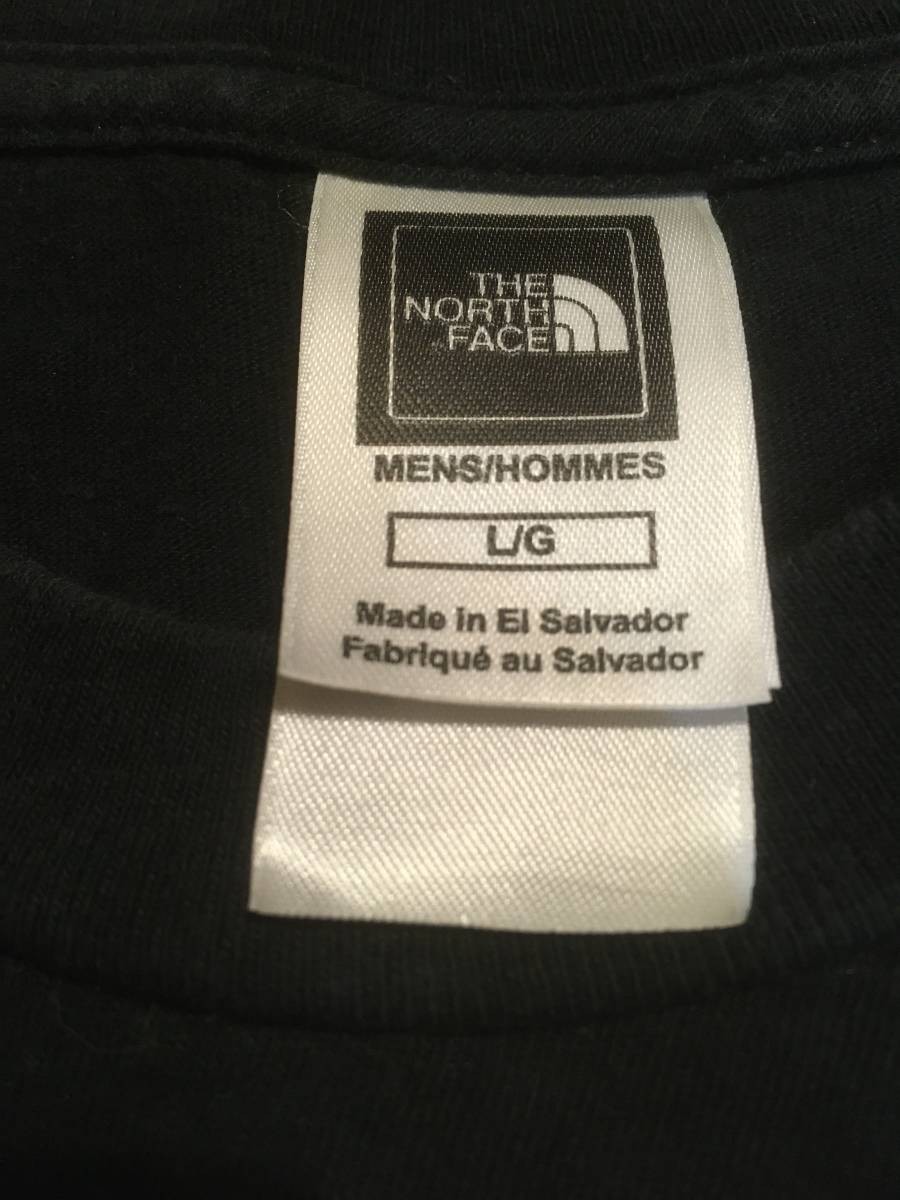 THE
NORTH
FACE
MENS/HOMMES
L/G
Made in El Salvador
Fabriqué au Salvador